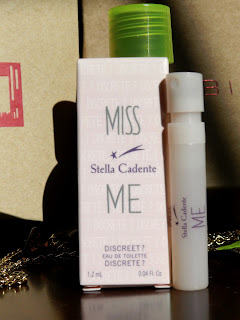 MISS
Stella Cadente
ME
DISCREET?
EAU DE TOILETTE
DISCRETE?
1.2 mL 0.04 fl Oz
Stella Cadente
ME